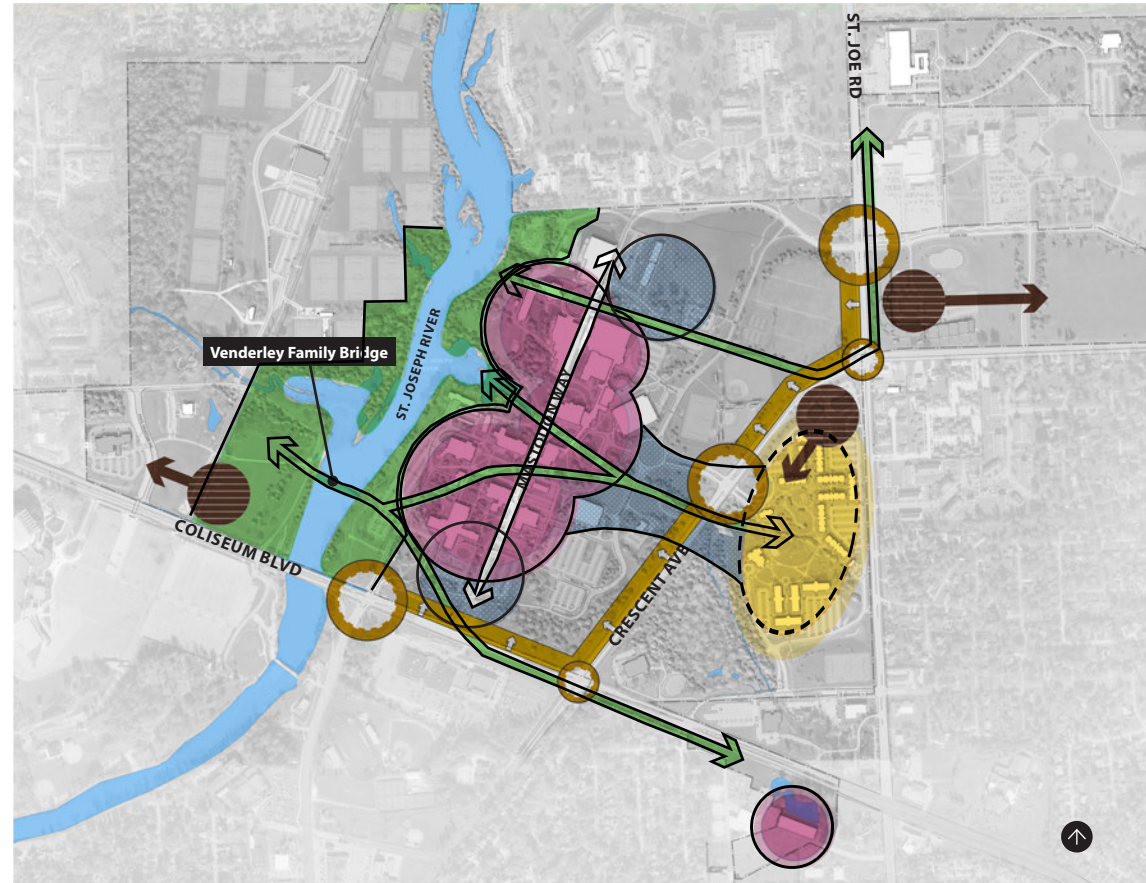 ST. JOE RD
Venderley Family Bridge
ST. JOSEPH RIVER
MASTODON WAY
COLISEUM BLVD
CRESCENT AVE